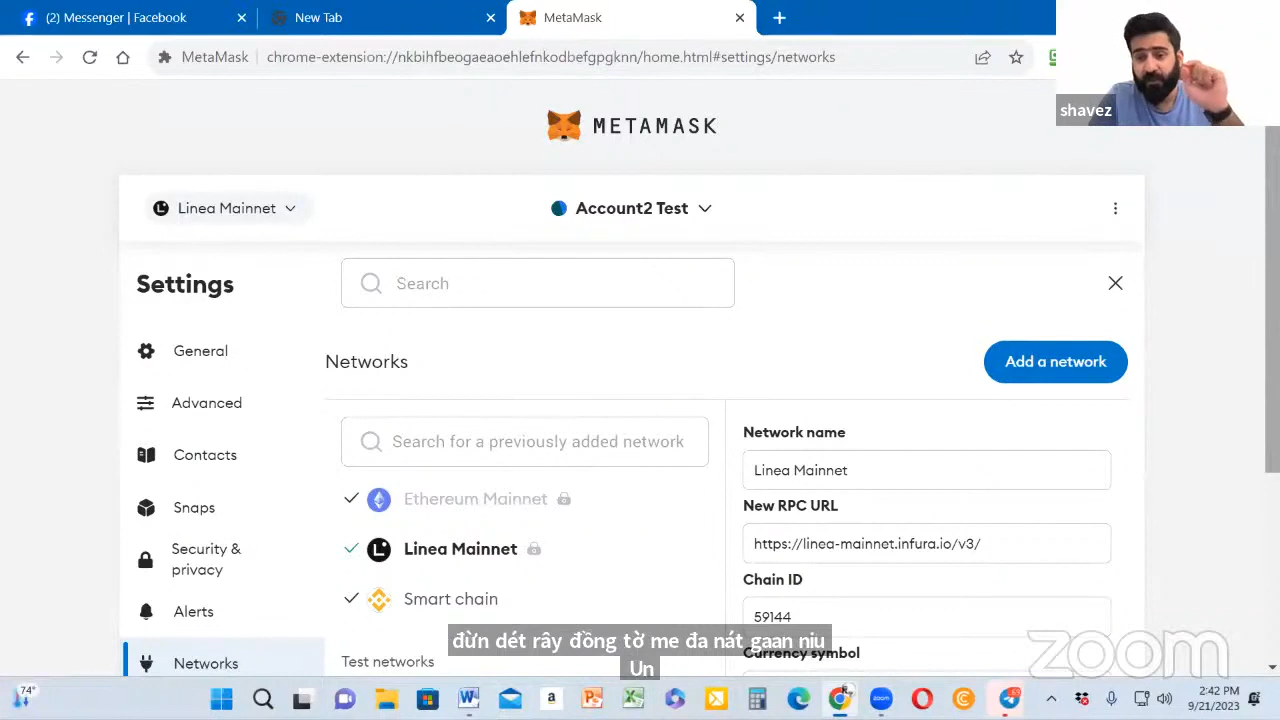 (2) Messenger | Facebook
New Tab
MetaMask
MetaMask
chrome-extension://nkbihfbeogaeaoehlefnkodbefgpgknn/home.html#settings/networks
shavez
METAMASK
Linea Mainnet
Account2 Test
Settings
Search
General
Networks
Add a network
Advanced
Search for a previously added network
Network name
Contacts
Linea Mainnet
Ethereum Mainnet
Snaps
New RPC URL
Security & privacy
Linea Mainnet
https://linea-mainnet.infura.io/v3/
Chain ID
Smart chain
Alerts
59144
đừn dét rây đồng tờ me đa nát gaan niu
Un
Currency symbol
Test networks
Networks
zoom
74°
2:42 PM
9/21/2023